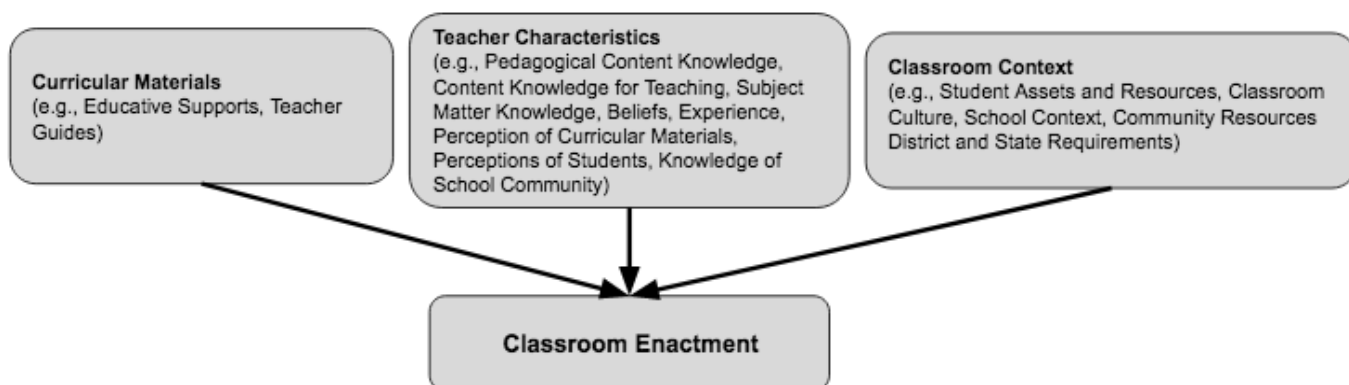 Curricular Materials
(e.g., Educative Supports, Teacher
Guides)
Teacher Characteristics
(e.g., Pedagogical Content Knowledge,
Content Knowledge for Teaching, Subject
Matter Knowledge, Beliefs, Experience,
Perception of Curricular Materials,
Perceptions of Students, Knowledge of
School Community)
Classroom Context
(e.g., Student Assets and Resources, Classroom
Culture, School Context, Community Resources
District and State Requirements)
Classroom Enactment